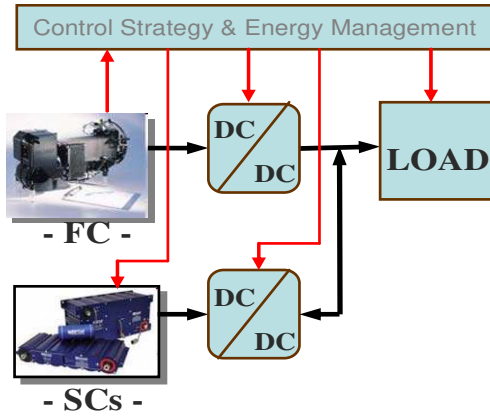 Control Strategy & Energy Management
DC
DC
LOAD
- FC -
DC
DC
- SCs -